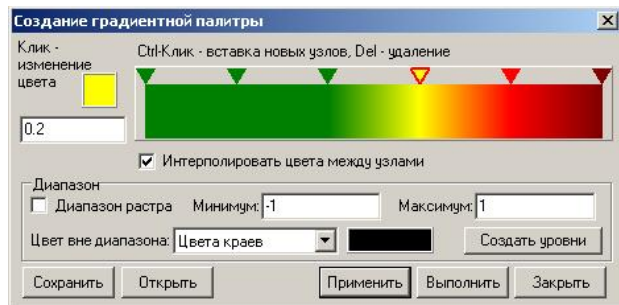 Создание градиентной палитры
Клик -
изменение
цвета
Ctrl-Клик - вставка новых узлов, Del - удаление
0.2
Интерполировать цвета между узлами
Диапазон
Диапазон растра Минимум: -1 Максимум: 1
Цвет вне диапазона: Цвета краев Создать уровни
Сохранить Открыть Применить Выполнить Закрыть